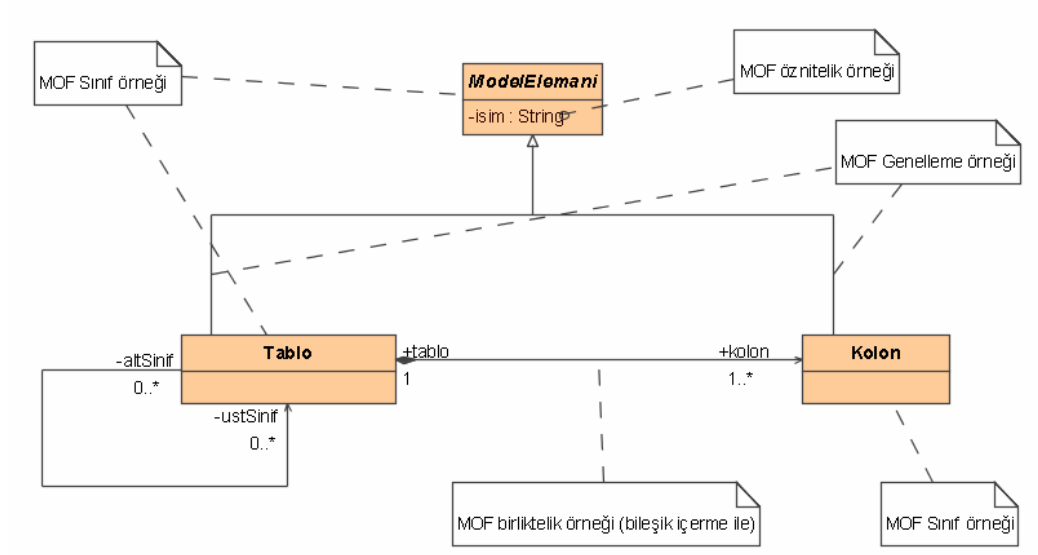 MOF Sınıf örneği
ModelElemani
-isim : String
MOF öznitelik örneği
MOF Genelleme örneği
-altSinif
0..*
Tablo
+tablo
1
+kolon
1..*
Kolon
-ustSinif
0..*
MOF birliktelik örneği (bileşik içerme ile)
MOF Sınıf örneği